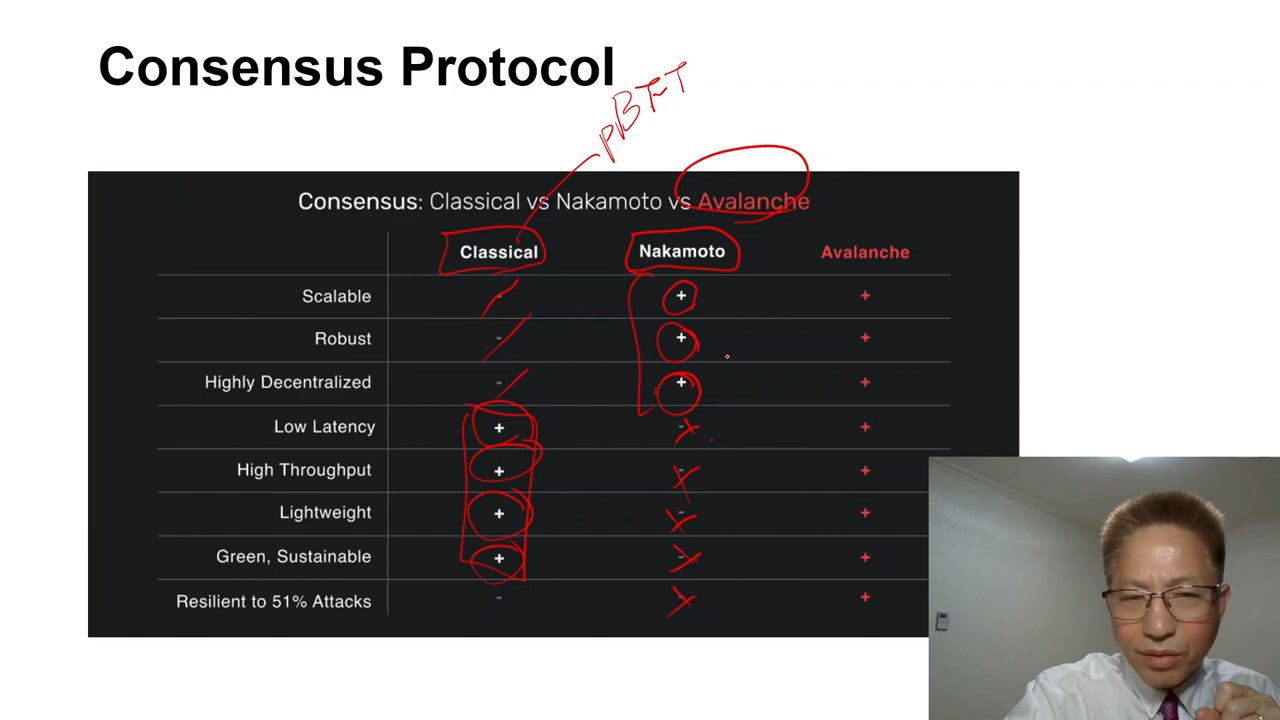 Consensus Protocol
pBFT
Consensus: Classical vs Nakamoto vs Avalanche
Classical Nakamoto Avalanche
Scalable - + +
Robust - + +
Highly Decentralized - + +
Low Latency + - +
High Throughput + - +
Lightweight + - +
Green, Sustainable + - +
Resilient to 51% Attacks - - +